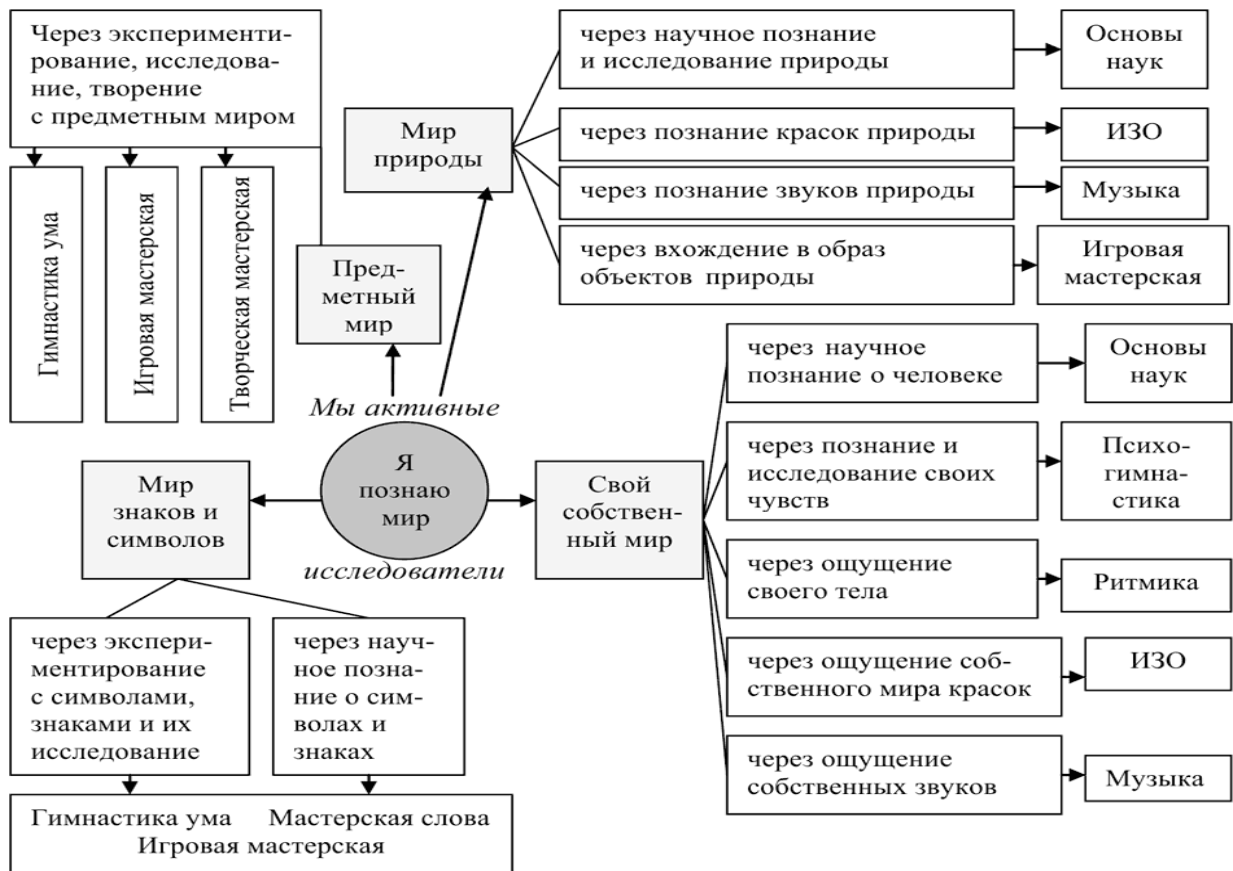 Через эксперименти-
рование, исследова-
ние, творение
с предметным миром
Гимнастика ума
Игровая мастерская
Творческая мастерская
Пред-
метный
мир
Мир
природы
через научное познание
и исследование природы
Основы
наук
через познание красок природы
ИЗО
через познание звуков природы
Музыка
через вхождение в образ
объектов природы
Игровая
мастерская
Мы активные
Я
познаю
мир
исследователи
Мир
знаков и
символов
через экспери-
ментирование
с символами,
знаками и их
исследование
через науч-
ное позна-
ние о сим-
волах и
знаках
Гимнастика ума Мастерская слова
Игровая мастерская
Свой
собствен-
ный мир
через научное
познание о человеке
Основы
наук
через познание и
исследование своих
чувств
Психо-
гимна-
стика
через ощущение
своего тела
Ритмика
через ощущение соб-
ственного мира красок
ИЗО
через ощущение
собственных звуков
Музыка